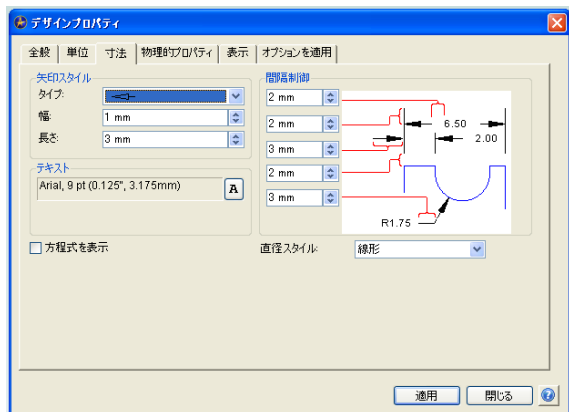 デザインプロパティ
全般 単位 寸法 物理的プロパティ 表示 オプションを適用
矢印スタイル
タイプ:
幅: 1 mm
長さ: 3 mm
テキスト
Arial, 9 pt (0.125", 3.175mm) A
方程式を表示
間隔制御
2 mm
2 mm
3 mm
2 mm
3 mm
6.50
2.00
R1.75
直径スタイル: 線形
適用 閉じる ?